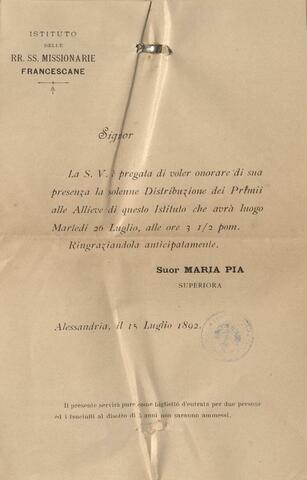 ISTITUTO
DELLE
RR. SS. MISSIONARIE
FRANCESCANE
Signor
La S. V. è pregata di voler onorare di sua
presenza la solenne Distribuzione dei Premii
alle Allieve di questo Istituto che avrà luogo
Martedì 26 Luglio, alle ore 3 1/2 pom.
Ringraziandola anticipatamente.
Suor MARIA PIA
SUPERIORA
Alessandria, il 15 Luglio 1892.
Il presente servirà pure come biglietto d'entrata per due persone
ed i fanciulli al disotto di 5 anni non saranno ammessi.